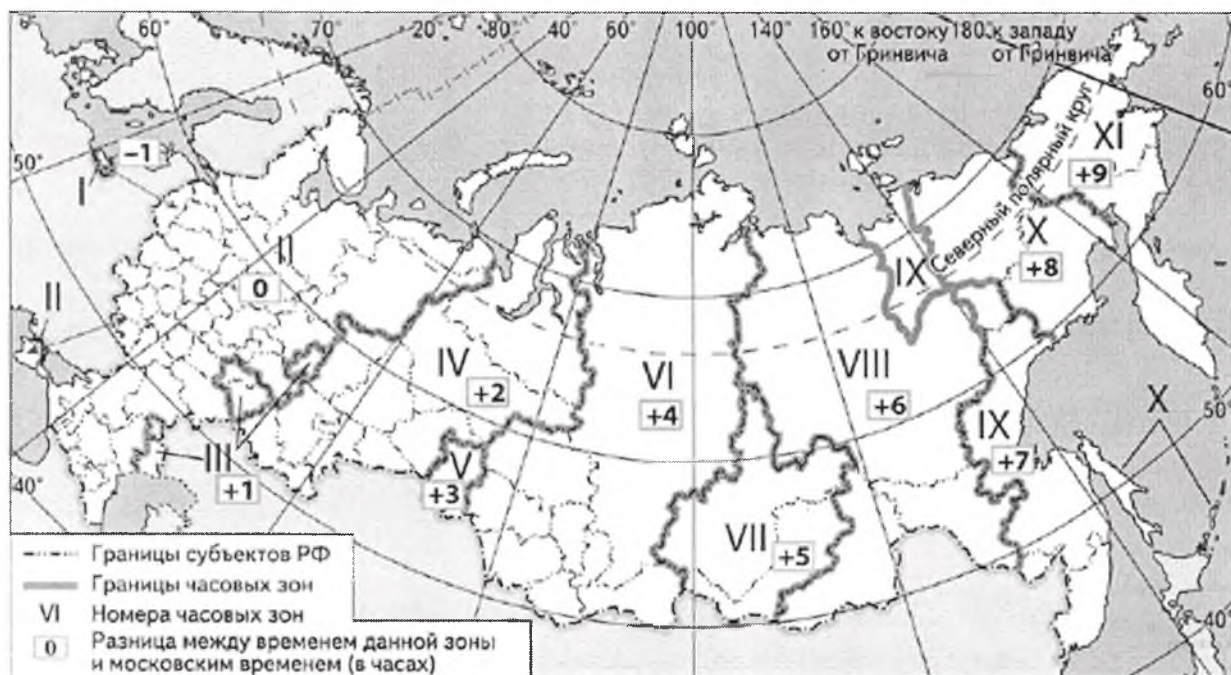 60° 70° 20° 40° 60° 80° 100° 120° 140° 160° к востоку 180° к западу
от Гринвича от Гринвича
60°
Северный полярный круг
50°
I
−1
II
0
II
III
+1
40°
IV
+2
V
+3
VI
+4
VII
+5
VIII
+6
IX
IX
+7
X
+8
XI
+9
X
50°
40°
Границы субъектов РФ
Границы часовых зон
VI Номера часовых зон
0 Разница между временем данной зоны
и московским временем (в часах)